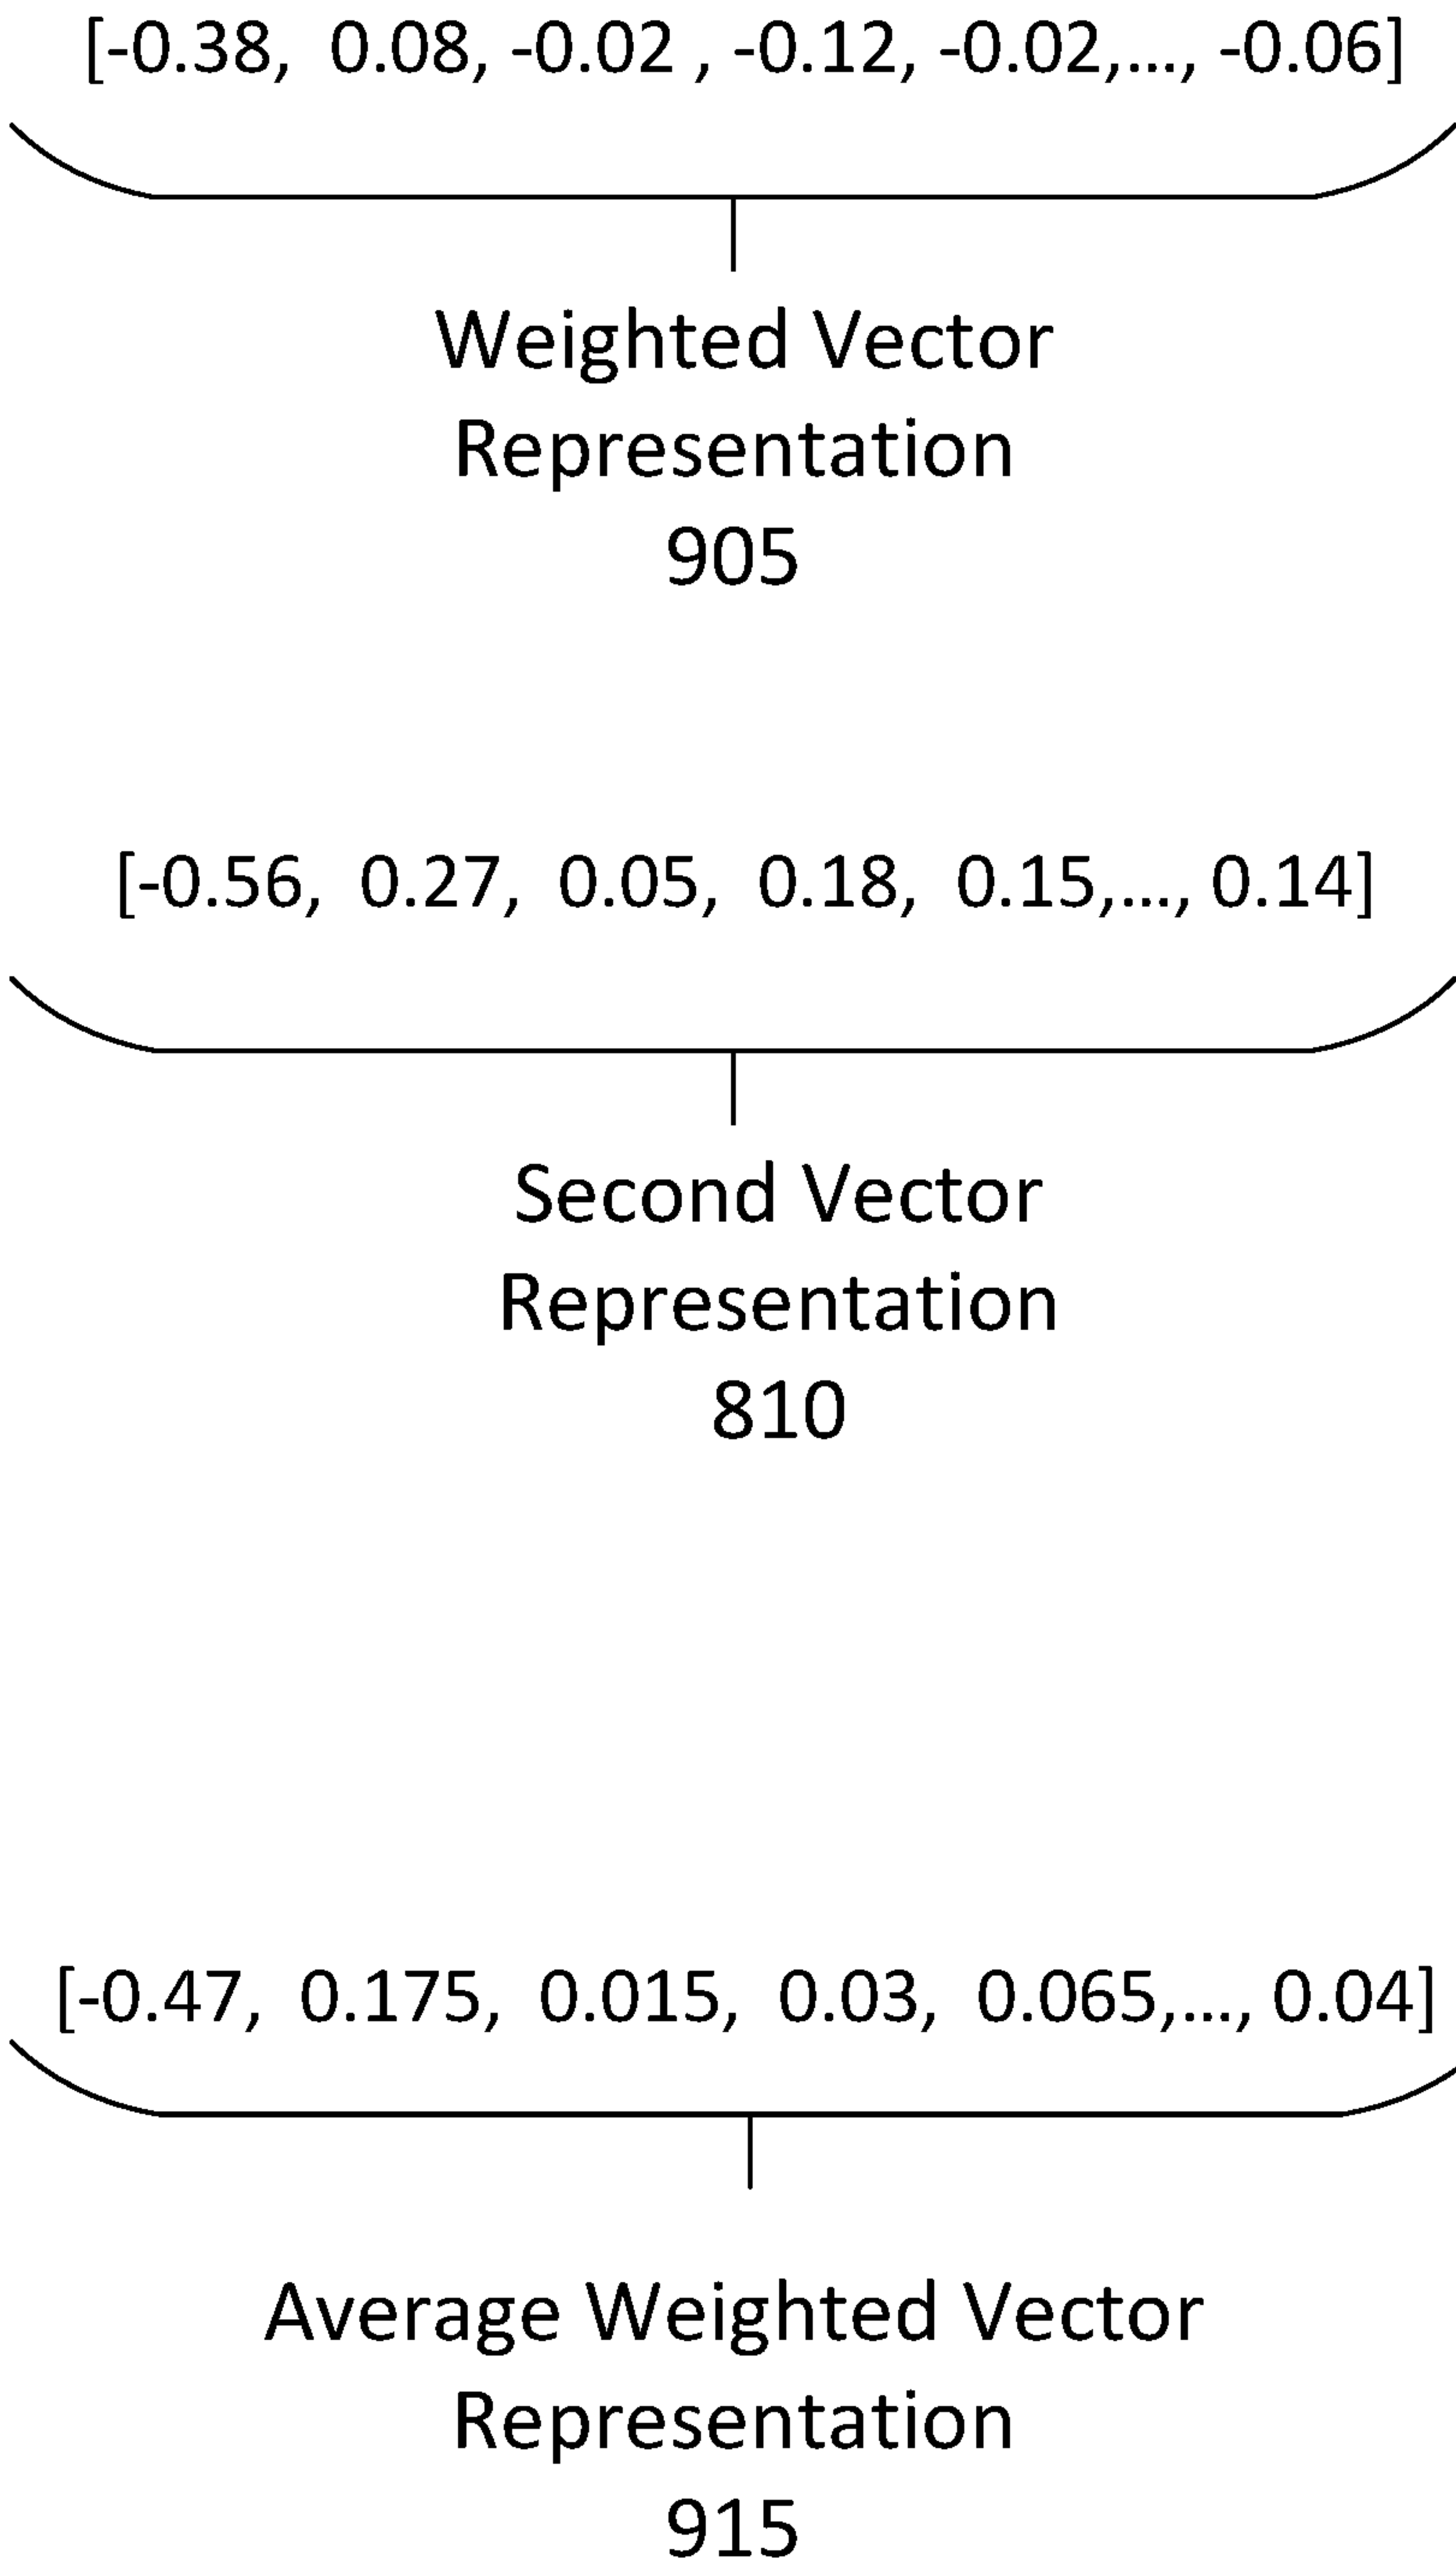 [-0.38, 0.08, -0.02 , -0.12, -0.02,..., -0.06]
Weighted Vector
Representation
905
[-0.56, 0.27, 0.05, 0.18, 0.15,..., 0.14]
Second Vector
Representation
810
[-0.47, 0.175, 0.015, 0.03, 0.065,..., 0.04]
Average Weighted Vector
Representation
915